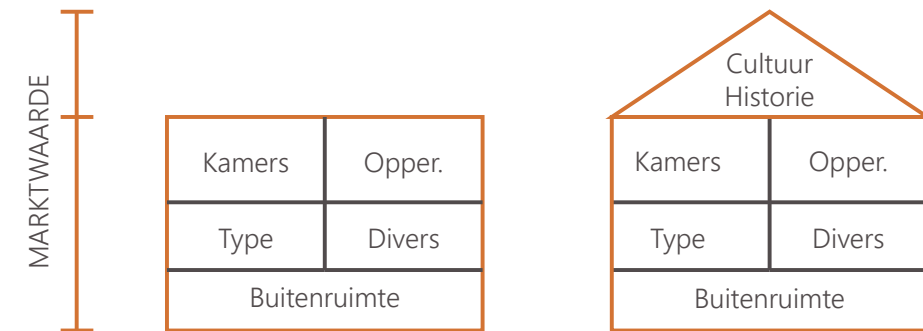 MARKTWAARDE
Kamers
Opper.
Type
Divers
Buitenruimte
Cultuur
Historie
Kamers
Opper.
Type
Divers
Buitenruimte